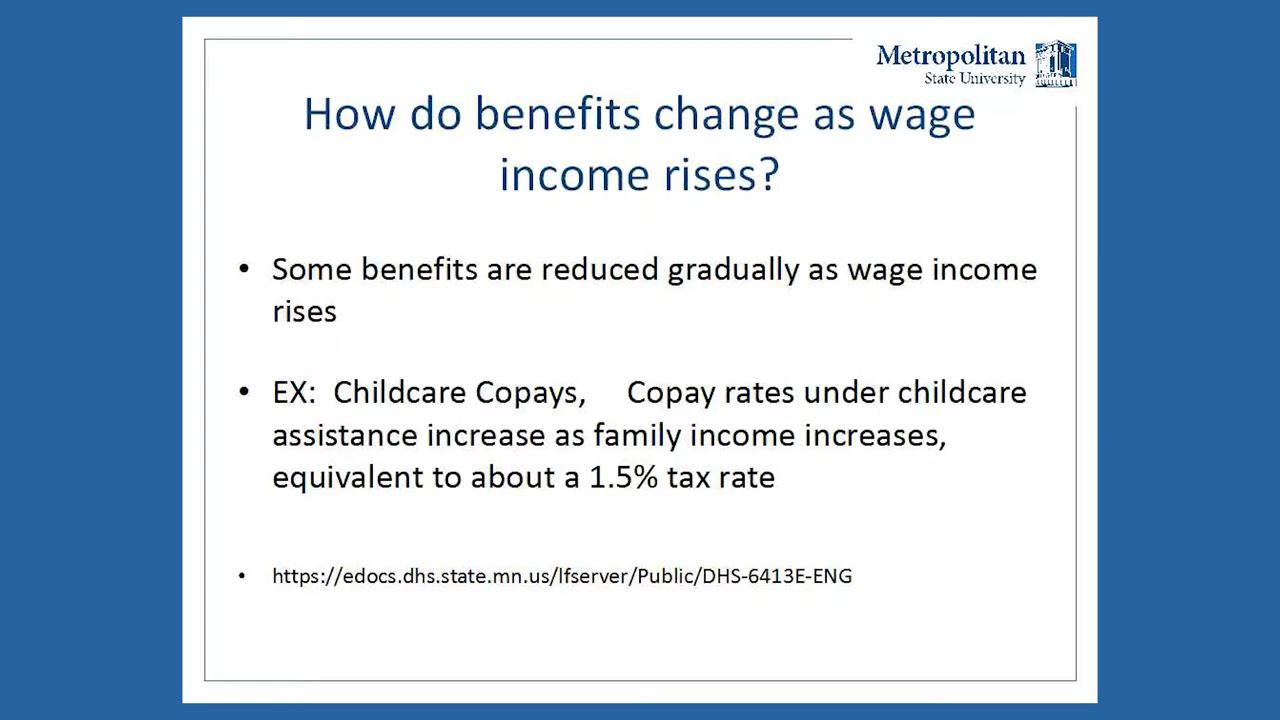 Metropolitan
State University
How do benefits change as wage
income rises?
• Some benefits are reduced gradually as wage income
rises
• EX:  Childcare Copays,     Copay rates under childcare
assistance increase as family income increases,
equivalent to about a 1.5% tax rate
• https://edocs.dhs.state.mn.us/lfserver/Public/DHS-6413E-ENG